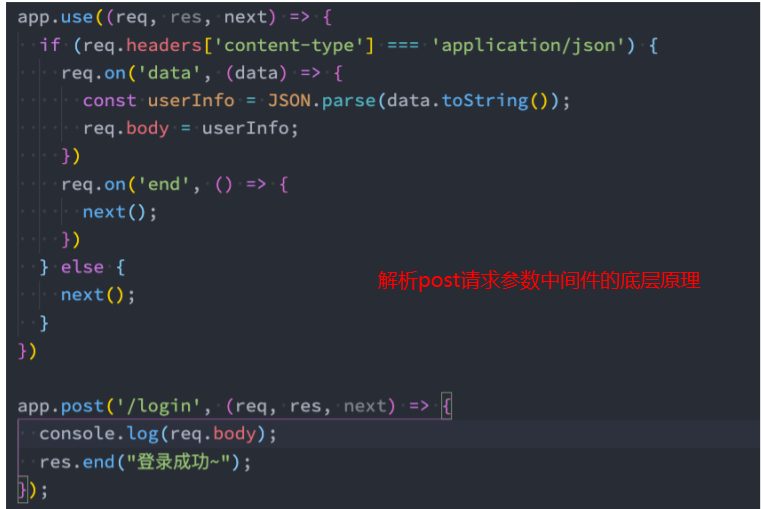 app.use((req, res, next) => {
  if (req.headers['content-type'] === 'application/json') {
    req.on('data', (data) => {
      const userInfo = JSON.parse(data.toString());
      req.body = userInfo;
    })
    req.on('end', () => {
      next();
    })
  } else {
解析post请求参数中间件的底层原理
    next();
  }
})

app.post('/login', (req, res, next) => {
  console.log(req.body);
  res.end("登录成功~");
});